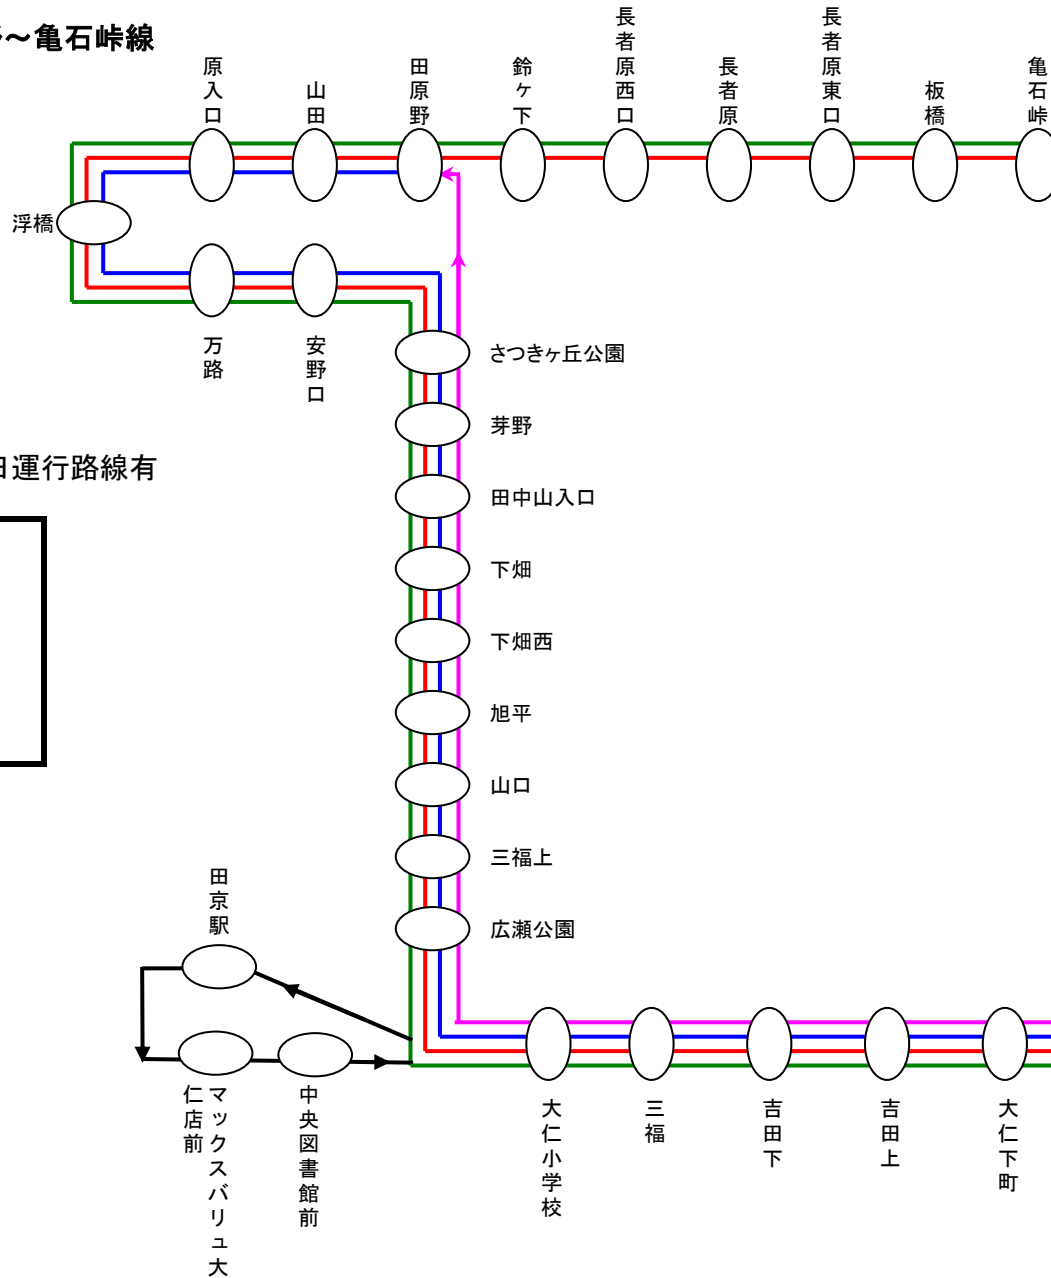 ～亀石峠線
原入口
山田
田原野
鈴ヶ下
長者原西口
長者原
長者原東口
板橋
亀石峠
浮橋
万路
安野口
さつきヶ丘公園
芽野
田中山入口
日運行路線有
下畑
下畑西
旭平
山口
三福上
広瀬公園
田京駅
マックスバリュ大
仁店前
中央図書館前
大仁小学校
三福
吉田下
吉田上
大仁下町